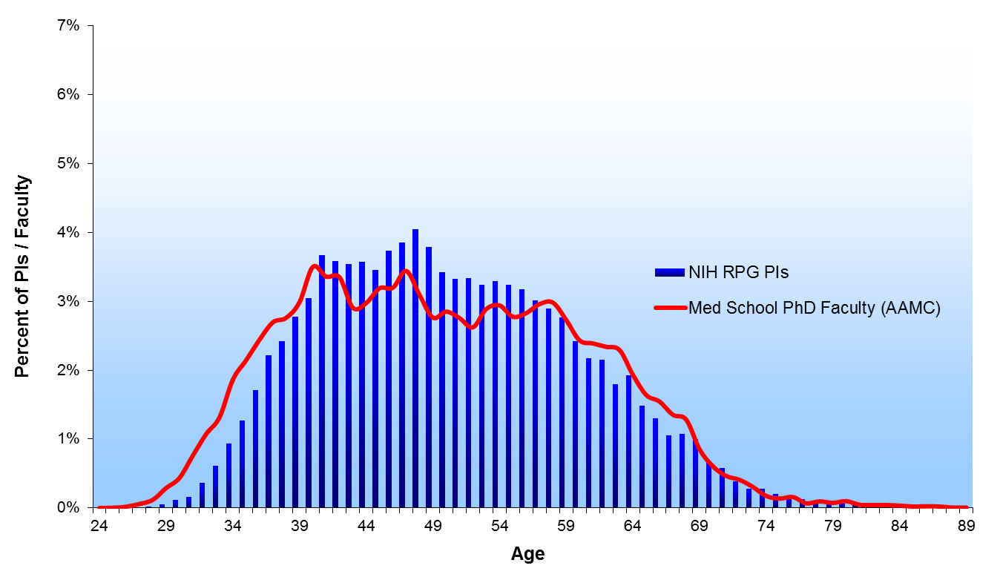 7%
6%
5%
4%
3%
2%
1%
0%
Percent of PIs / Faculty
NIH RPG PIs
Med School PhD Faculty (AAMC)
24 29 34 39 44 49 54 59 64 69 74 79 84 89
Age